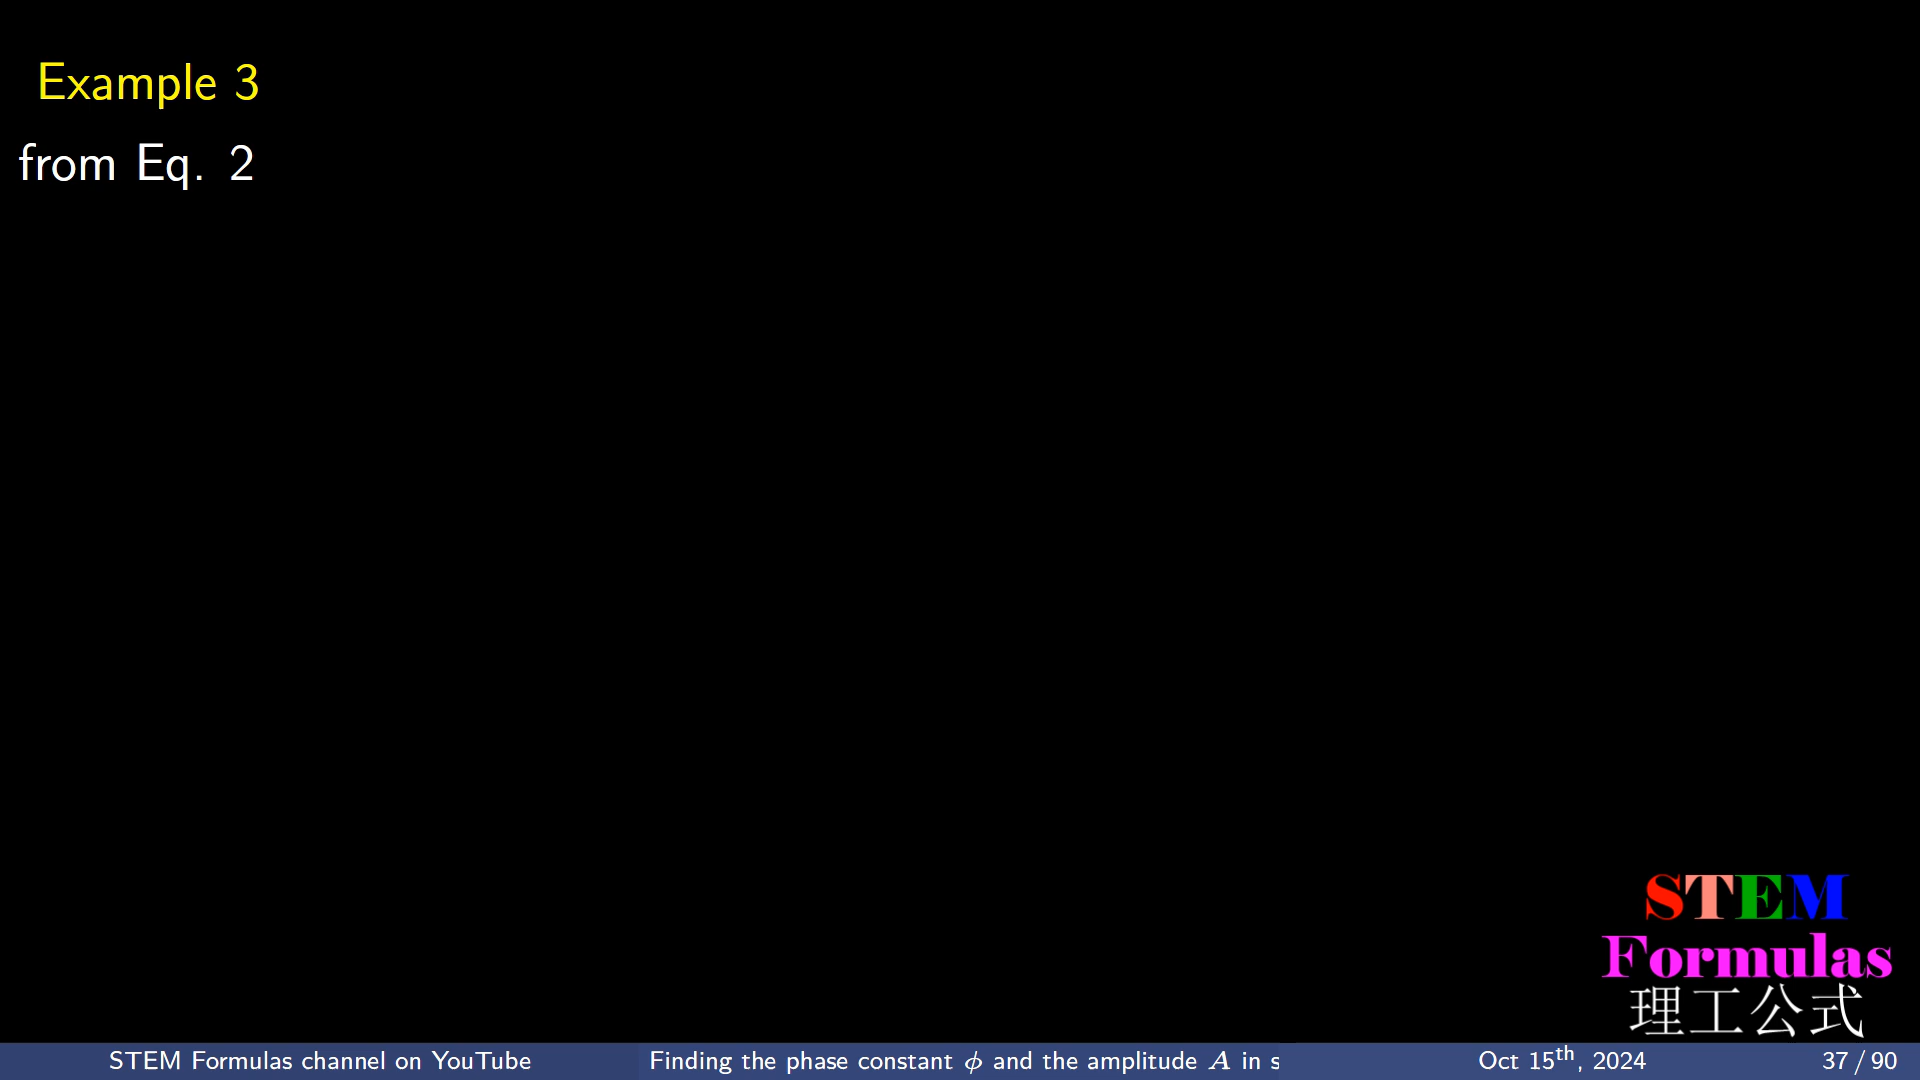 Example 3
from Eq. 2
STEM
Formulas
理工公式
STEM Formulas channel on YouTube
Finding the phase constant ϕ and the amplitude A in s
Oct 15th, 2024
37 / 90